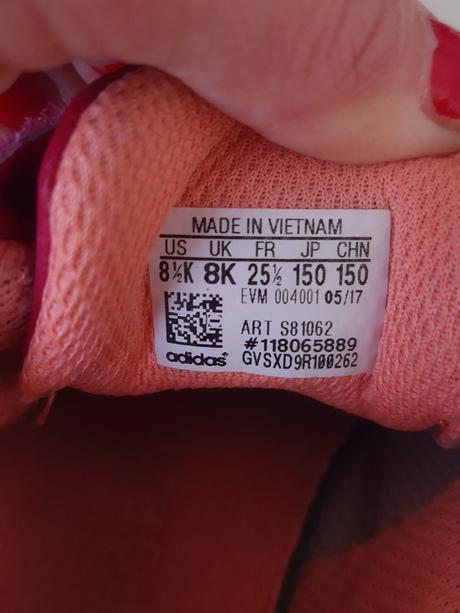 MADE IN VIETNAM
US UK FR JP CHN
8½K 8K 25½ 150 150
EVM 004001 05/17
ART S81062
#118065889
adidas® GVSXD9R100262